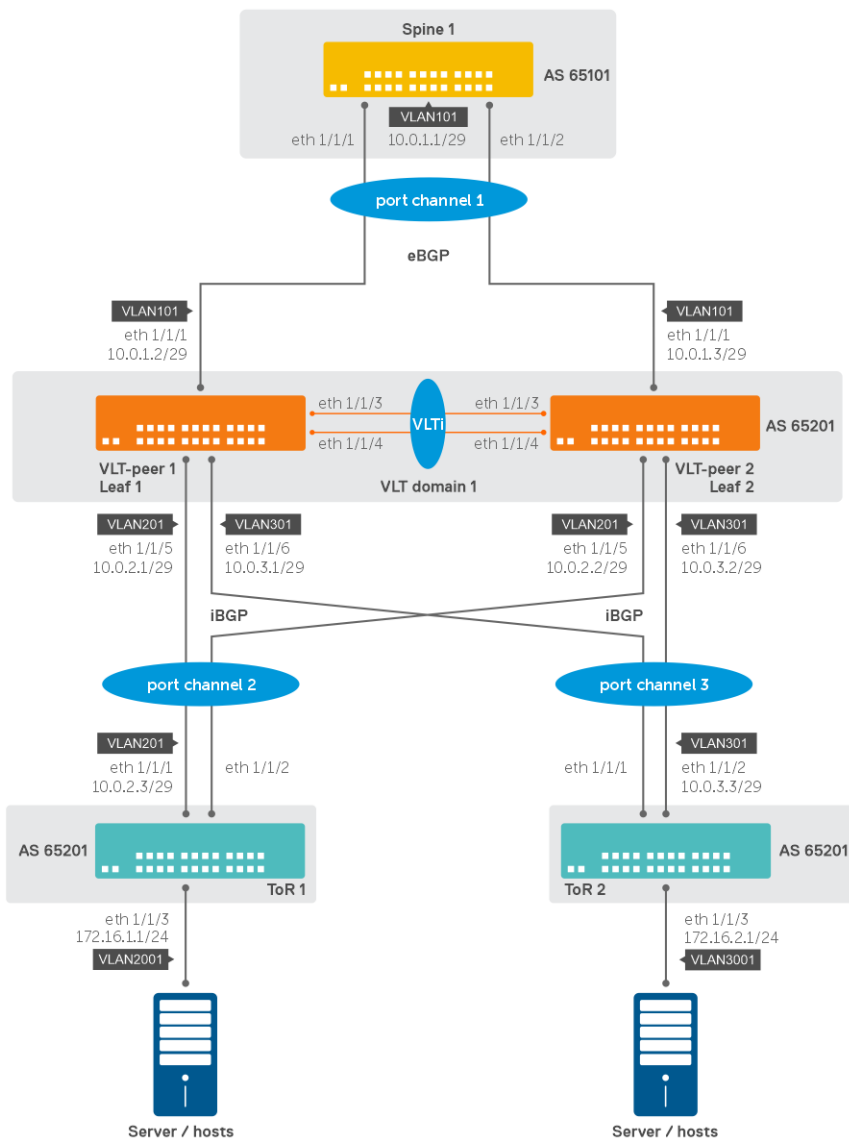 Spine 1
AS 65101
VLAN101
eth 1/1/1
10.0.1.1/29
eth 1/1/2
port channel 1
eBGP
VLAN101
eth 1/1/1
10.0.1.2/29
VLAN101
eth 1/1/1
10.0.1.3/29
eth 1/1/3
eth 1/1/3
VLTi
eth 1/1/4
eth 1/1/4
AS 65201
VLT-peer 1
Leaf 1
VLT domain 1
VLT-peer 2
Leaf 2
VLAN201
eth 1/1/5
10.0.2.1/29
VLAN301
eth 1/1/6
10.0.3.1/29
VLAN201
eth 1/1/5
10.0.2.2/29
VLAN301
eth 1/1/6
10.0.3.2/29
iBGP
iBGP
port channel 2
port channel 3
VLAN201
eth 1/1/1
10.0.2.3/29
eth 1/1/2
eth 1/1/1
VLAN301
eth 1/1/2
10.0.3.3/29
AS 65201
ToR 1
AS 65201
ToR 2
eth 1/1/3
172.16.1.1/24
VLAN2001
eth 1/1/3
172.16.2.1/24
VLAN3001
Server / hosts
Server / hosts